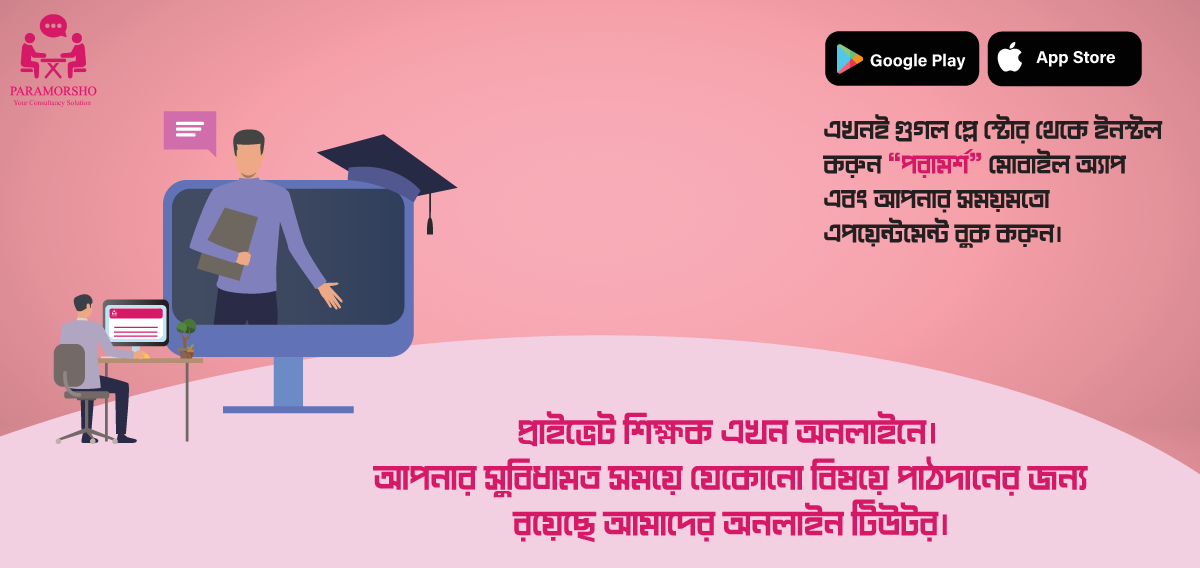 PARAMORSHO
Your Consultancy Solution
Google Play
App Store
এখনই গুগল প্লে স্টোর থেকে ইনস্টল
করুন “পরামর্শ” মোবাইল অ্যাপ
এবং আপনার সময়মতো
এপয়েন্টমেন্ট বুক করুন।
প্রাইভেট শিক্ষক এখন অনলাইনে।
আপনার সুবিধামত সময়ে যেকোনো বিষয়ে পাঠদানের জন্য
রয়েছে আমাদের অনলাইন টিউটর।